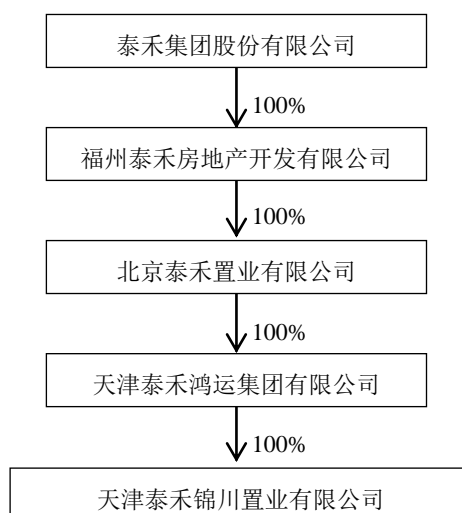 泰禾集团股份有限公司
100%
福州泰禾房地产开发有限公司
100%
北京泰禾置业有限公司
100%
天津泰禾鸿运集团有限公司
100%
天津泰禾锦川置业有限公司